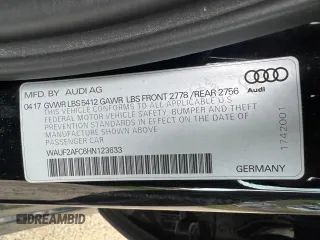 MFD. BY AUDI AG
04 17 GVWR LBS 5412 GAWR LBS FRONT 2778 /REAR 2756
THIS VEHICLE CONFORMS TO ALL APPLICABLE U S
FEDERAL MOTOR VEHICLE SAFETY, BUMPER AND THEFT
PREVENTION STANDARDS IN EFFECT ON THE DATE OF
MANUFACTURE SHOWN ABOVE
PASSENGER CAR
WAUF2AFC6HN123633
GERMANY
Audi
1742001
DREAMBID